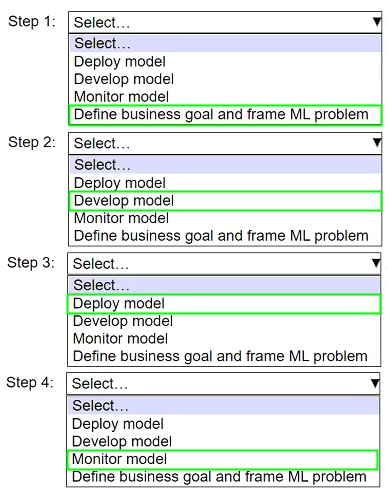 Step 1: Select...
Select...
Deploy model
Develop model
Monitor model
Define business goal and frame ML problem
Step 2: Select...
Select...
Deploy model
Develop model
Monitor model
Define business goal and frame ML problem
Step 3: Select...
Select...
Deploy model
Develop model
Monitor model
Define business goal and frame ML problem
Step 4: Select...
Select...
Deploy model
Develop model
Monitor model
Define business goal and frame ML problem